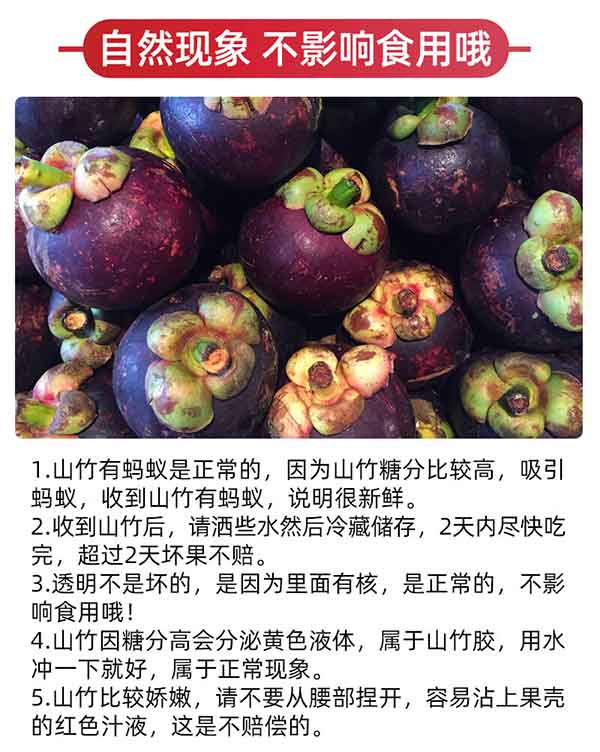 自然现象 不影响食用哦
1.山竹有蚂蚁是正常的，因为山竹糖分比较高，吸引
蚂蚁，收到山竹有蚂蚁，说明很新鲜。
2.收到山竹后，请洒些水然后冷藏储存，2天内尽快吃
完，超过2天坏果不赔。
3.透明不是坏的，是因为里面有核，是正常的，不影
响食用哦！
4.山竹因糖分高会分泌黄色液体，属于山竹胶，用水
冲一下就好，属于正常现象。
5.山竹比较娇嫩，请不要从腰部捏开，容易沾上果壳
的红色汁液，这是不赔偿的。